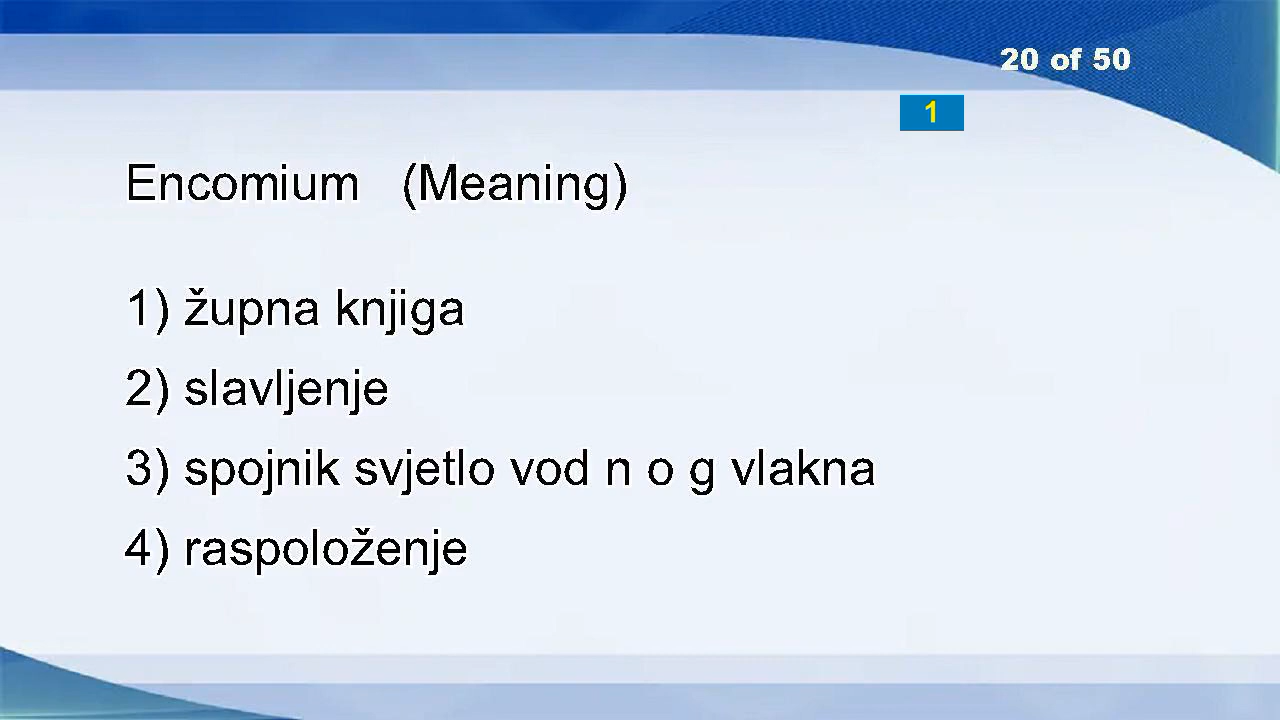 20 of 50
1
Encomium (Meaning)
1) župna knjiga
2) slavljenje
3) spojnik svjetlo vod n o g vlakna
4) raspoloženje